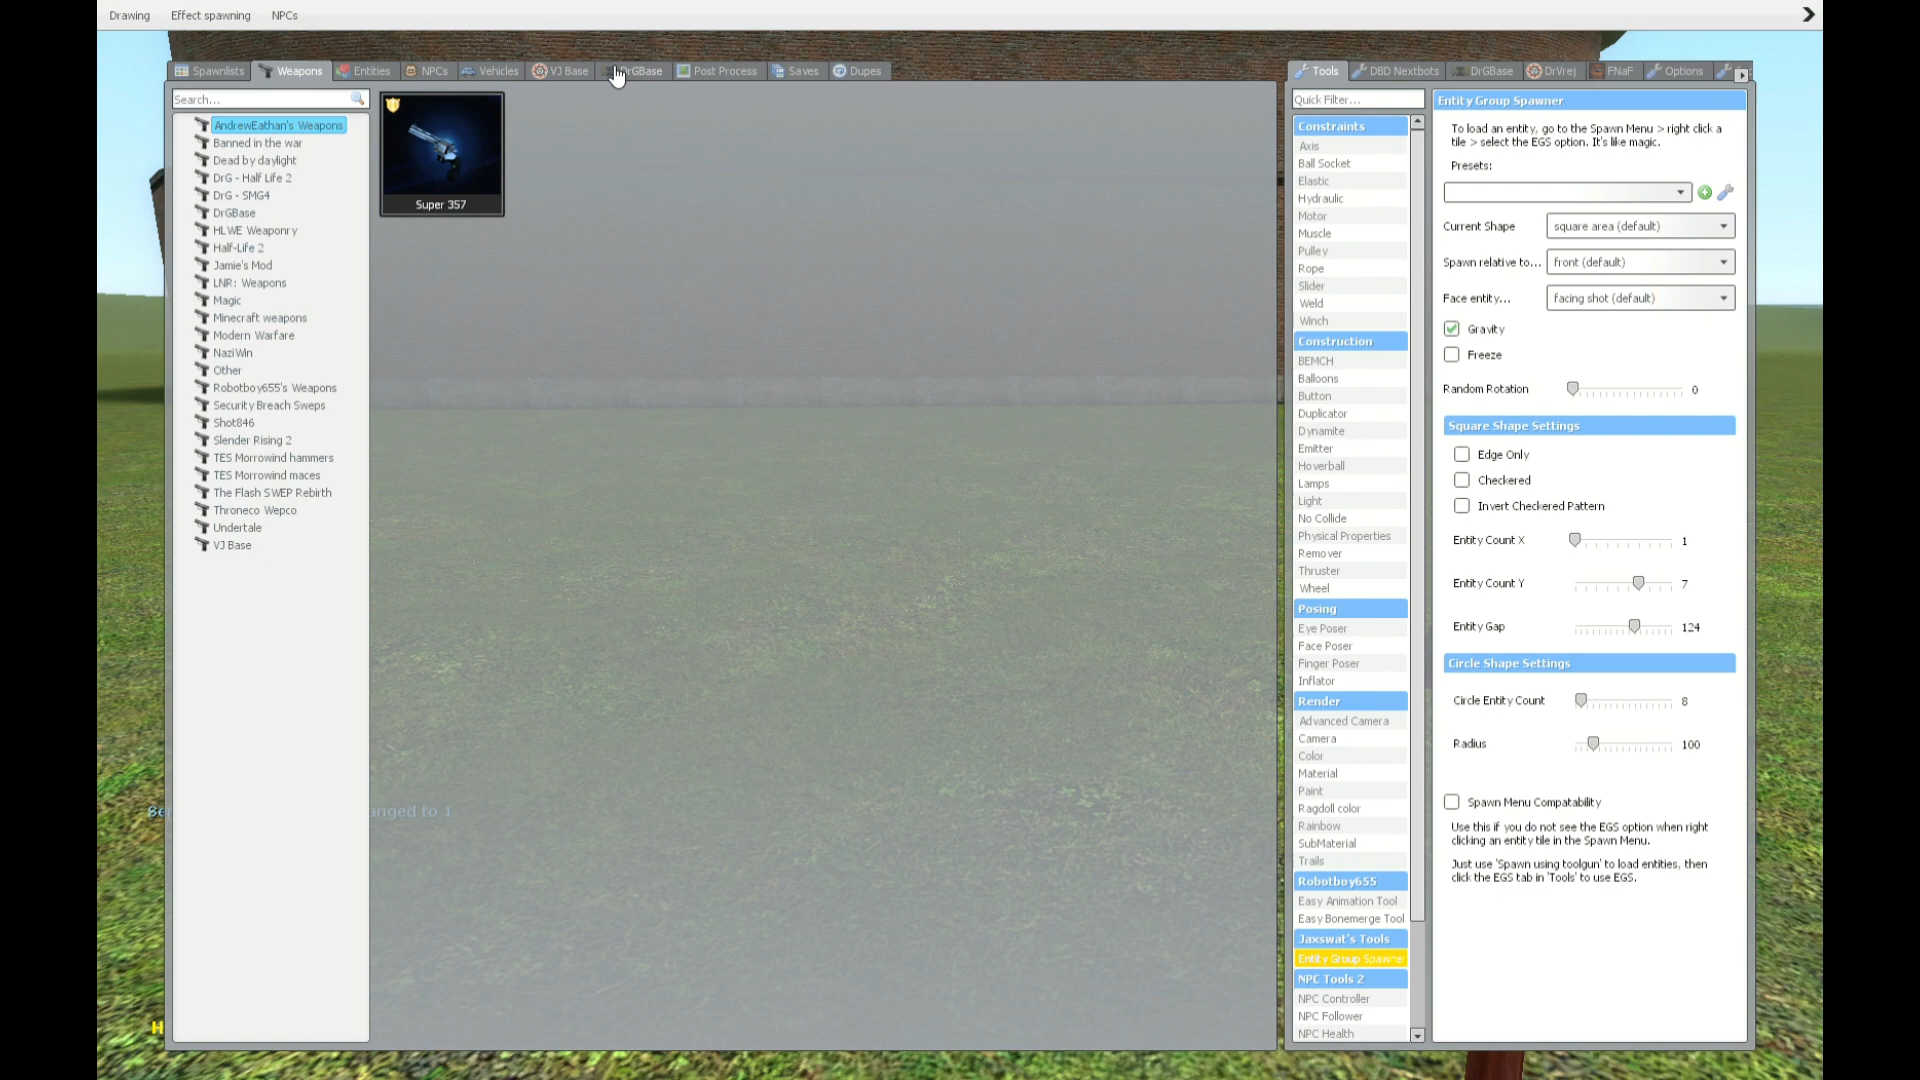 Drawing Effect spawning NPCs
Spawnlists Weapons Entities NPCs Vehicles VJ Base DrGBase Post Process Saves Dupes
Search...
AndrewEathan's Weapons
Banned in the war
Dead by daylight
DrG - Half Life 2
DrG - SMG4
DrGBase
HLWE Weaponry
Half-Life 2
Jamie's Mod
LNR: Weapons
Magic
Minecraft weapons
Modern Warfare
NaziWin
Other
Robotboy655's Weapons
Security Breach Sweps
Shot846
Slender Rising 2
TES Morrowind hammers
TES Morrowind maces
The Flash SWEP Rebirth
Throneco Wepco
Undertale
VJ Base
Super 357
anged to 1
H
Tools DBD Nextbots DrGBase DrVrej FNaF Options
Quick Filter...
Constraints
Axis
Ball Socket
Elastic
Hydraulic
Motor
Muscle
Pulley
Rope
Slider
Weld
Winch
Construction
BEMCH
Balloons
Button
Duplicator
Dynamite
Emitter
Hoverball
Lamps
Light
No Collide
Physical Properties
Remover
Thruster
Wheel
Posing
Eye Poser
Face Poser
Finger Poser
Inflator
Render
Advanced Camera
Camera
Color
Material
Paint
Ragdoll color
Rainbow
SubMaterial
Trails
Robotboy655
Easy Animation Tool
Easy Bonemerge Tool
Jaxswat's Tools
Entity Group Spawner
NPC Tools 2
NPC Controller
NPC Follower
NPC Health
Entity Group Spawner
To load an entity, go to the Spawn Menu > right click a
tile > select the EGS option. It's like magic.
Presets:
Current Shape square area (default)
Spawn relative to... front (default)
Face entity... facing shot (default)
Gravity
Freeze
Random Rotation 0
Square Shape Settings
Edge Only
Checkered
Invert Checkered Pattern
Entity Count X 1
Entity Count Y 7
Entity Gap 124
Circle Shape Settings
Circle Entity Count 8
Radius 100
Spawn Menu Compatability
Use this if you do not see the EGS option when right
clicking an entity tile in the Spawn Menu.
Just use 'Spawn using toolgun' to load entities, then
click the EGS tab in 'Tools' to use EGS.